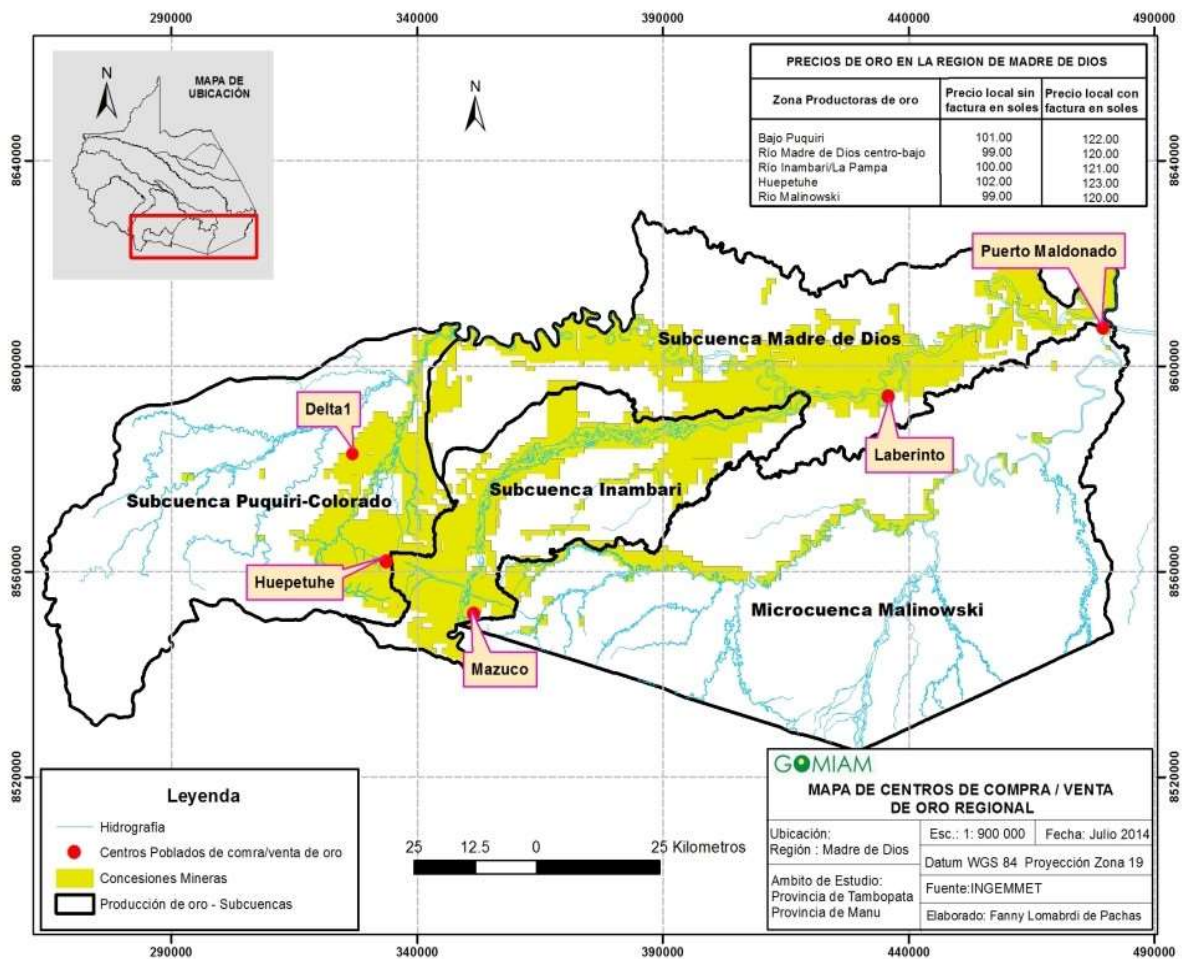 290000 340000 390000 440000 490000
N
MAPA DE
UBICACIÓN
N
PRECIOS DE ORO EN LA REGION DE MADRE DE DIOS
Zona Productoras de oro
Precio local sin
factura en soles
Precio local con
factura en soles
Bajo Puquiri 101.00 122.00
Río Madre de Dios centro-bajo 99.00 120.00
Río Inambari/La Pampa 100.00 121.00
Huepetuhe 102.00 123.00
Rio Malinowski 99.00 120.00
8640000 8640000
Puerto Maldonado
Subcuenca Madre de Dios
8600000 8600000
Delta1
Laberinto
Subcuenca Puquiri-Colorado
Subcuenca Inambari
Huepetuhe
8560000 8560000
Microcuenca Malinowski
Mazuco
8520000 8520000
Leyenda
Hidrografía
Centros Poblados de comra/venta de oro
Concesiones Mineras
Producción de oro - Subcuencas
25 12.5 0 25 Kilometros
GOMIAM
MAPA DE CENTROS DE COMPRA / VENTA
DE ORO REGIONAL
Ubicación:
Región : Madre de Dios
Esc.: 1: 900 000 Fecha: Julio 2014
Datum WGS 84 Proyección Zona 19
Ambito de Estudio:
Provincia de Tambopata
Provincia de Manu
Fuente:INGEMMET
Elaborado: Fanny Lomabrdi de Pachas
290000 340000 390000 440000 490000